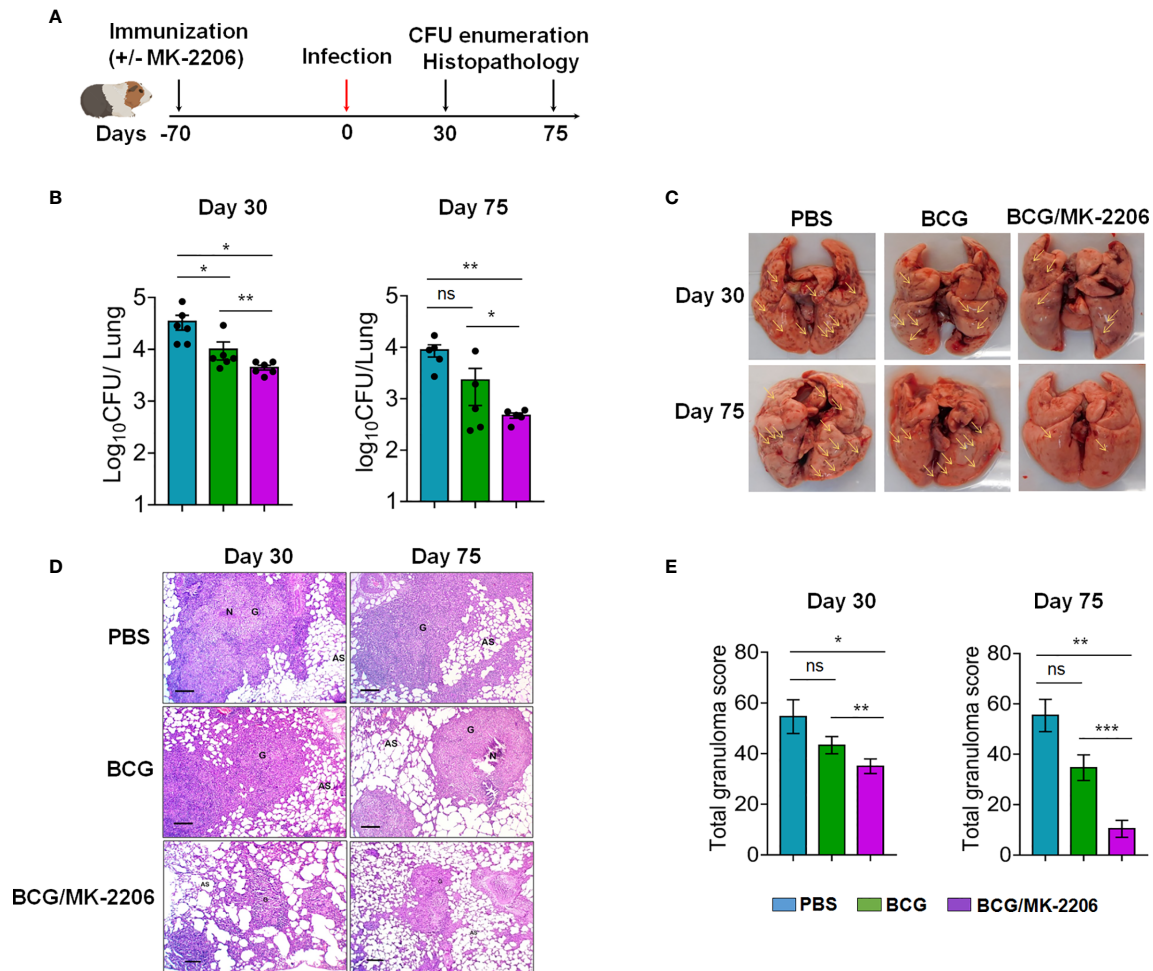 A
Immunization
(+/- MK-2206)
Infection
CFU enumeration
Histopathology
Days
-70
0
30
75
B
Day 30
*
*
**
Log10CFU/ Lung
5
4
3
2
1
Day 75
**
ns
*
log10CFU/Lung
5
4
3
2
1
C
PBS
BCG
BCG/MK-2206
Day 30
Day 75
D
Day 30
Day 75
PBS
N
G
AS
G
AS
BCG
G
AS
AS
G
N
BCG/MK-2206
AS
G
G
AS
E
Day 30
*
ns
**
Total granuloma score
80
60
40
20
0
Day 75
**
ns
***
Total granuloma score
80
60
40
20
0
PBS
BCG
BCG/MK-2206